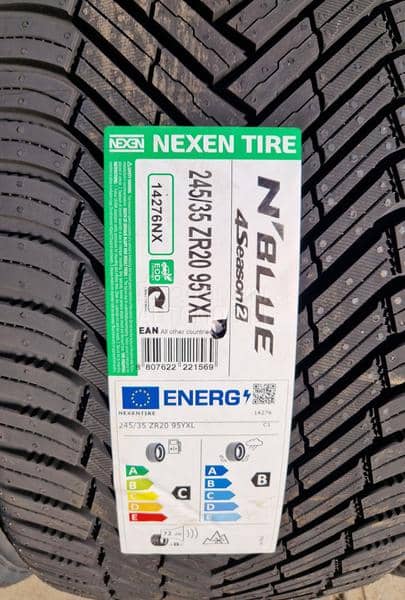 NEXEN NEXEN TIRE
14276NX
245/35 ZR20 95YXL
N'BLUE
4Season2
EAN All other countries
8 807622 221569
ENERG
NEXENTIRE
14276
245/35 ZR20 95YXL
C1
A
B
C
D
E
C
A
B
C
D
E
B